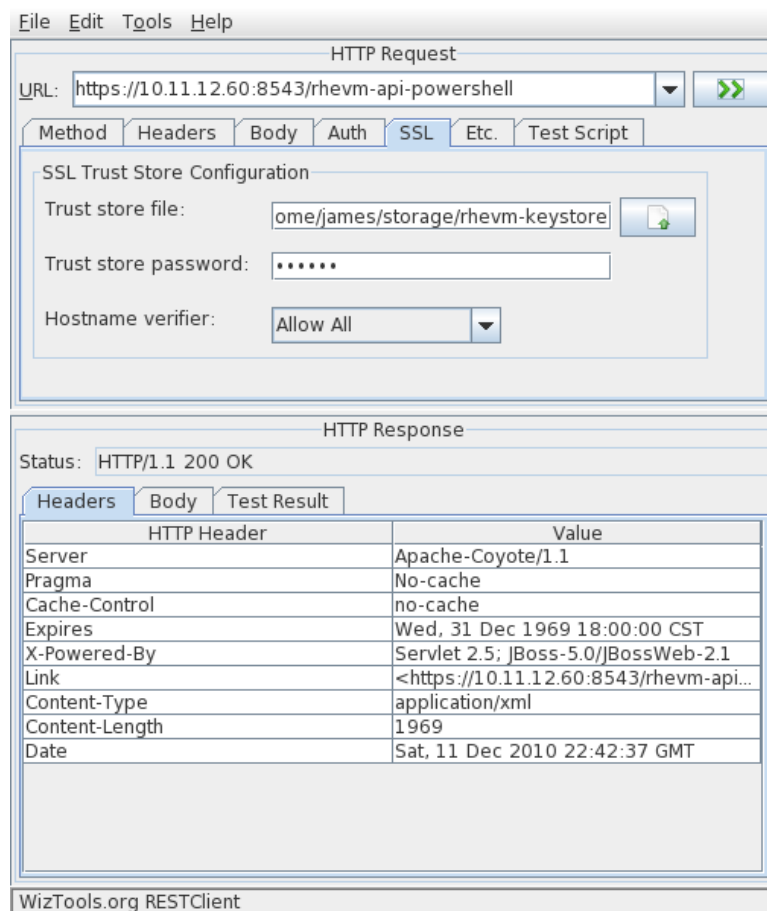 File Edit Tools Help
HTTP Request
URL: https://10.11.12.60:8543/rhevm-api-powershell
Method Headers Body Auth SSL Etc. Test Script
SSL Trust Store Configuration
Trust store file: ome/james/storage/rhevm-keystore
Trust store password: ••••••
Hostname verifier: Allow All
HTTP Response
Status: HTTP/1.1 200 OK
Headers Body Test Result
HTTP Header Value
Server Apache-Coyote/1.1
Pragma No-cache
Cache-Control no-cache
Expires Wed, 31 Dec 1969 18:00:00 CST
X-Powered-By Servlet 2.5; JBoss-5.0/JBossWeb-2.1
Link <https://10.11.12.60:8543/rhevm-api...
Content-Type application/xml
Content-Length 1969
Date Sat, 11 Dec 2010 22:42:37 GMT
WizTools.org RESTClient